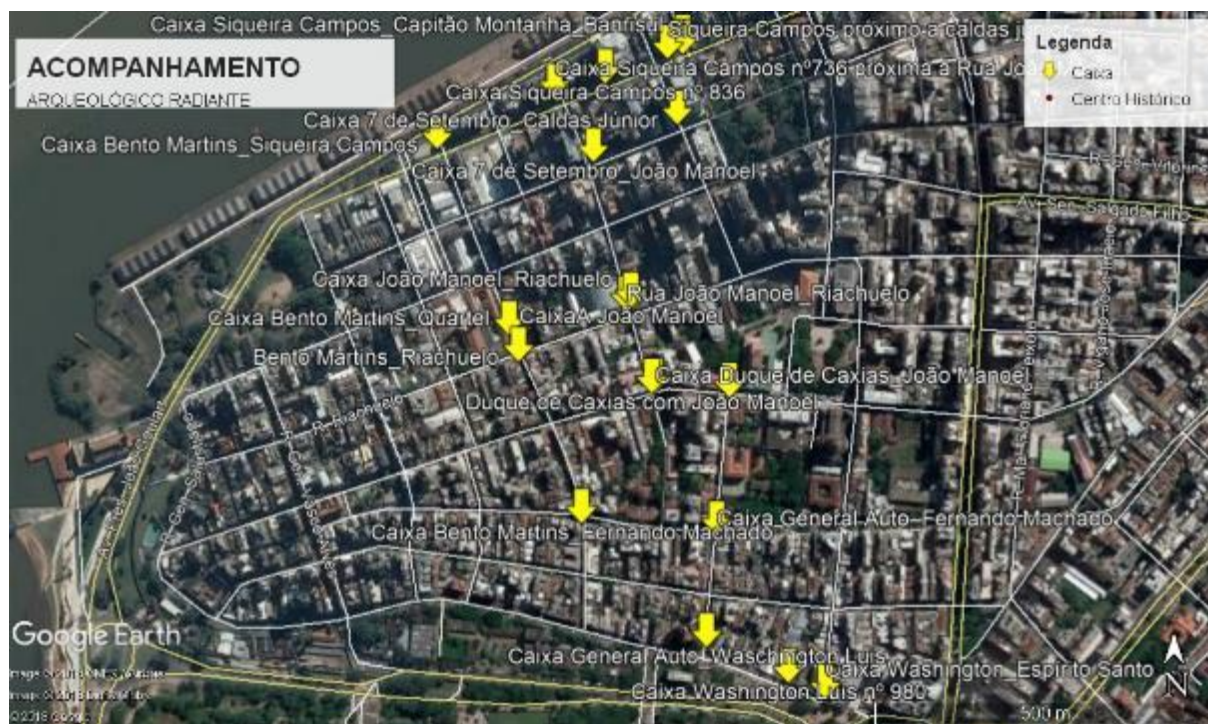 Caixa Siqueira Campos_Capitão Montanha_Banrisul
Siqueira Campos próximo a caldas
Legenda
Caixa
Centro Histórico
ACOMPANHAMENTO
ARQUEOLÓGICO RADIANTE
Caixa Siqueira Campos nº736 próxima a Rua João
Caixa Siqueira Campos nº 836
Caixa 7 de Setembro_Caldas Júnior
Caixa Bento Martins_Siqueira Campos
Caixa 7 de Setembro_João Manoel
Av. Sen. Salgado Filho
Caixa João Manoel_Riachuelo
Rua João Manoel_Riachuelo
Caixa Bento Martins_Quartel
CaixaA João Manoel
Bento Martins_Riachuelo
Caixa Duque de Caxias_João Manoel
Duque de Caxias com João Manoel
R. Riachuelo
Caixa General Auto_Fernando Machado
Caixa Bento Martins_Fernando Machado
Google Earth
Caixa General Auto_Waschington Luis
Caixa Washington_Espírito Santo
Caixa Washington Luis nº 980
N
500 m